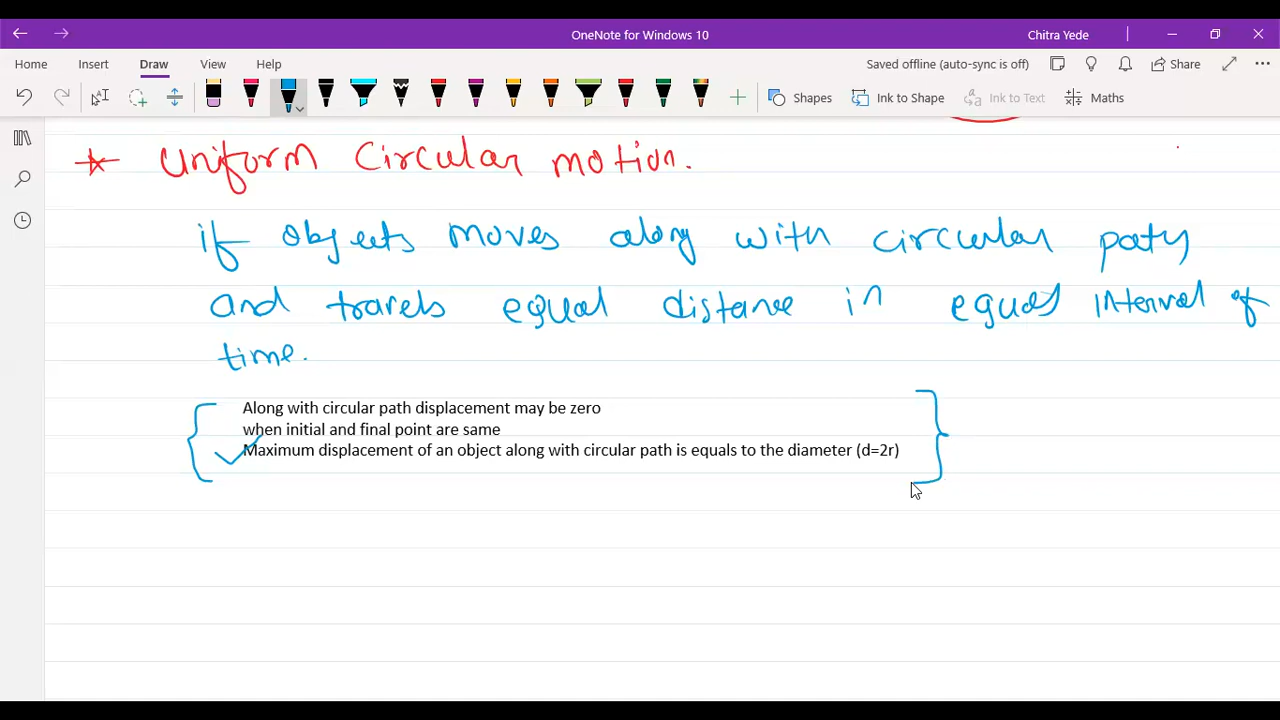 OneNote for Windows 10
Chitra Yede
Home Insert Draw View Help
Saved offline (auto-sync is off)
Share
Shapes
Ink to Shape
Ink to Text
Maths
Uniform Circular motion.
if objects moves along with circular path
and travels equal distance in equal interval of
time.
Along with circular path displacement may be zero
when initial and final point are same
Maximum displacement of an object along with circular path is equals to the diameter (d=2r)